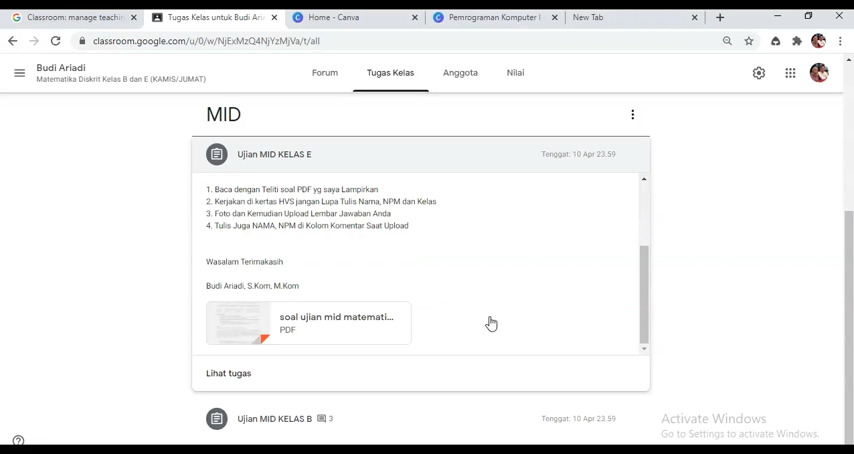 Classroom: manage teachin
Tugas Kelas untuk Budi Aria
Home - Canva
Pemrograman Komputer I
New Tab
classroom.google.com/u/0/w/NjExMzQ4NjYzMjVa/t/all
Budi Ariadi
Matematika Diskrit Kelas B dan E (KAMIS/JUMAT)
Forum
Tugas Kelas
Anggota
Nilai
MID
Ujian MID KELAS E
Tenggat: 10 Apr 23.59
1. Baca dengan Teliti soal PDF yg saya Lampirkan
2. Kerjakan di kertas HVS jangan Lupa Tulis Nama, NPM dan Kelas
3. Foto dan Kemudian Upload Lembar Jawaban Anda
4. Tulis Juga NAMA, NPM di Kolom Komentar Saat Upload
Wasalam Terimakasih
Budi Ariadi, S.Kom, M.Kom
soal ujian mid matemati...
PDF
Lihat tugas
Ujian MID KELAS B 3
Tenggat: 10 Apr 23.59
Activate Windows
Go to Settings to activate Windows.